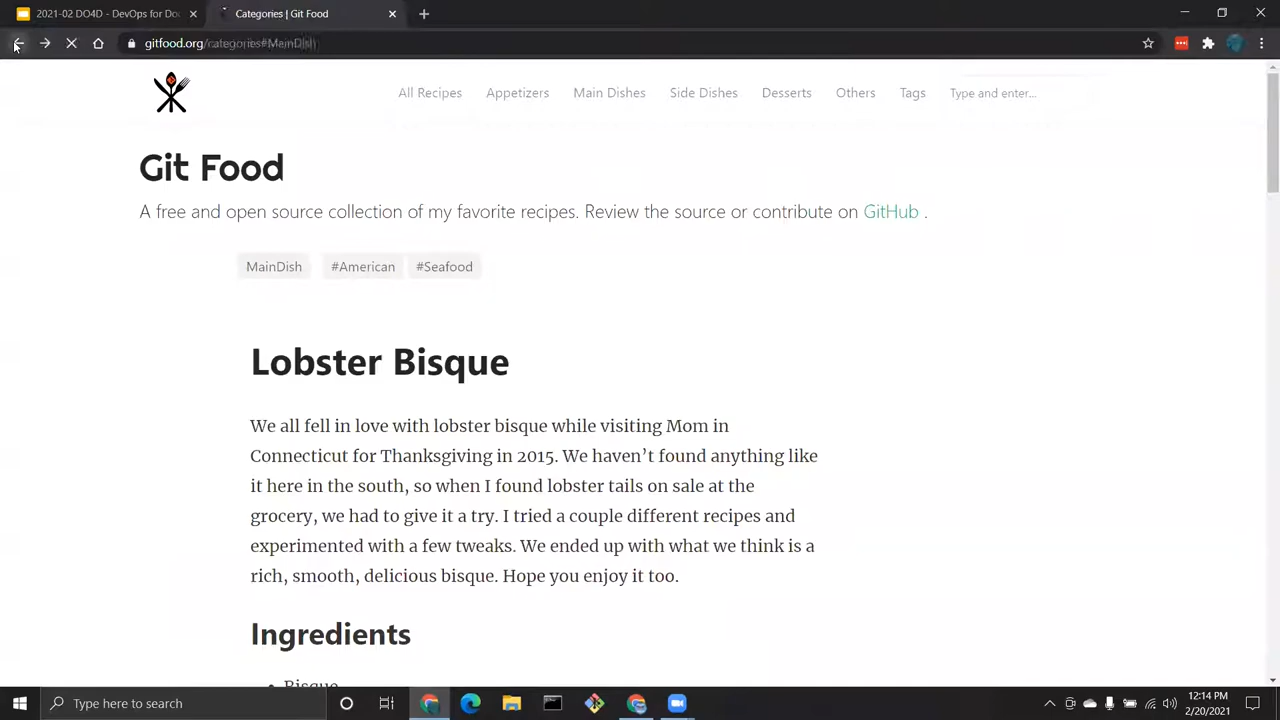 2021-02 DO4D - DevOps for Do
Categories | Git Food
gitfood.org/categories#MainDish
All Recipes Appetizers Main Dishes Side Dishes Desserts Others Tags Type and enter...
Git Food
A free and open source collection of my favorite recipes. Review the source or contribute on GitHub .
MainDish #American #Seafood
Lobster Bisque
We all fell in love with lobster bisque while visiting Mom in
Connecticut for Thanksgiving in 2015. We haven’t found anything like
it here in the south, so when I found lobster tails on sale at the
grocery, we had to give it a try. I tried a couple different recipes and
experimented with a few tweaks. We ended up with what we think is a
rich, smooth, delicious bisque. Hope you enjoy it too.
Ingredients
• Bisque
Type here to search
12:14 PM
2/20/2021